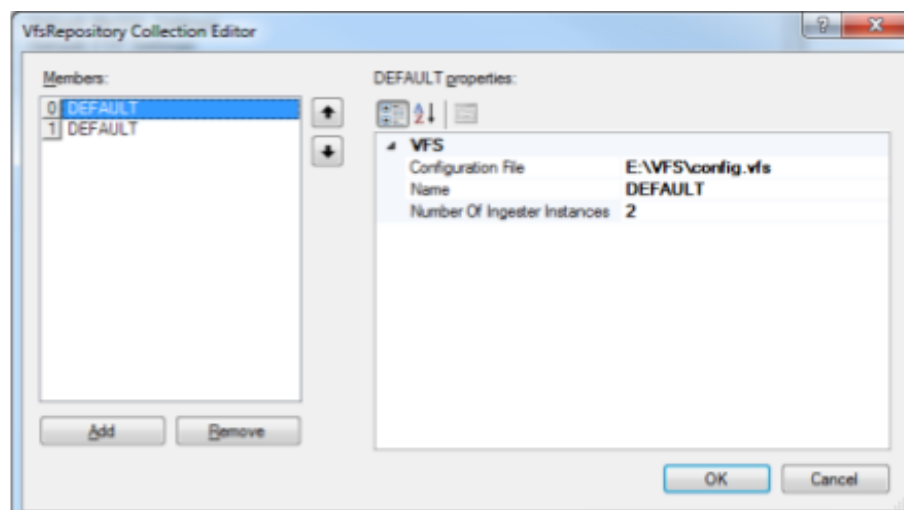 VfsRepository Collection Editor
Members:
DEFAULT properties:
0 DEFAULT
1 DEFAULT
VFS
Configuration File E:\VFS\config.vfs
Name DEFAULT
Number Of Ingester Instances 2
Add Remove
OK Cancel